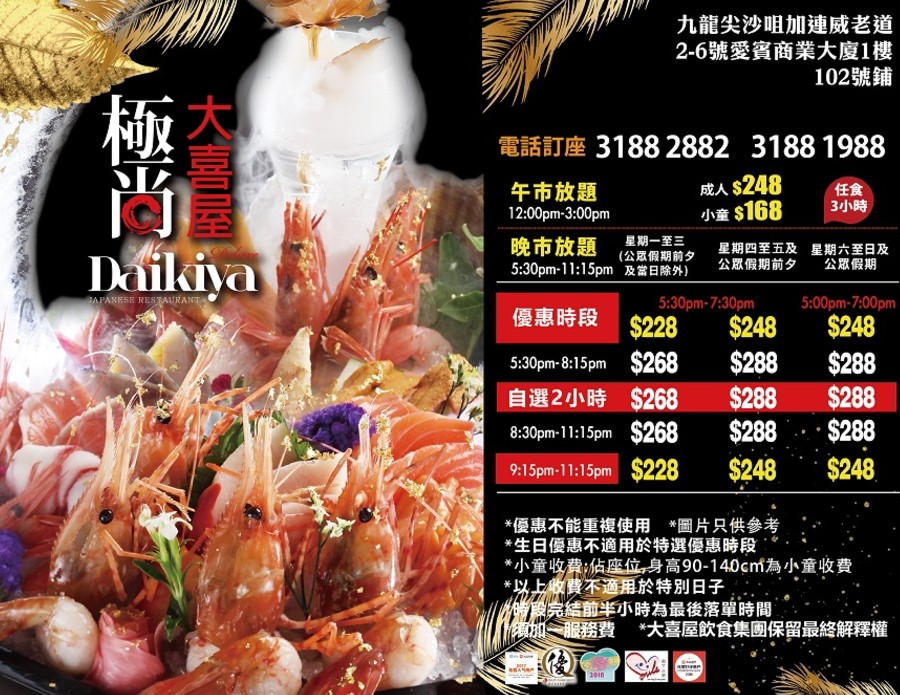 九龍尖沙咀加連威老道
2-6號愛賓商業大廈1樓
102號鋪
極尚
大喜屋
Daikiya
JAPANESE RESTAURANT
電話訂座 3188 2882 3188 1988
午市放題 成人 $248
12:00pm-3:00pm 小童 $168
任食
3小時
晚市放題
5:30pm-11:15pm
星期一至三
(公眾假期前夕
及當日除外)
星期四至五及
公眾假期前夕
星期六至日及
公眾假期
優惠時段
5:30pm-7:30pm 5:00pm-7:00pm
$228 $248 $248
5:30pm-8:15pm $268 $288 $288
自選2小時 $268 $288 $288
8:30pm-11:15pm $268 $288 $288
9:15pm-11:15pm $228 $248 $248
*優惠不能重複使用 *圖片只供參考
*生日優惠不適用於特選優惠時段
*小童收費:佔座位,身高90-140cm為小童收費
*以上收費不適用於特別日子
*時段完結前半小時為最後落單時間
*須加一服務費 *大喜屋飲食集團保留最終解釋權
2017
優
2018